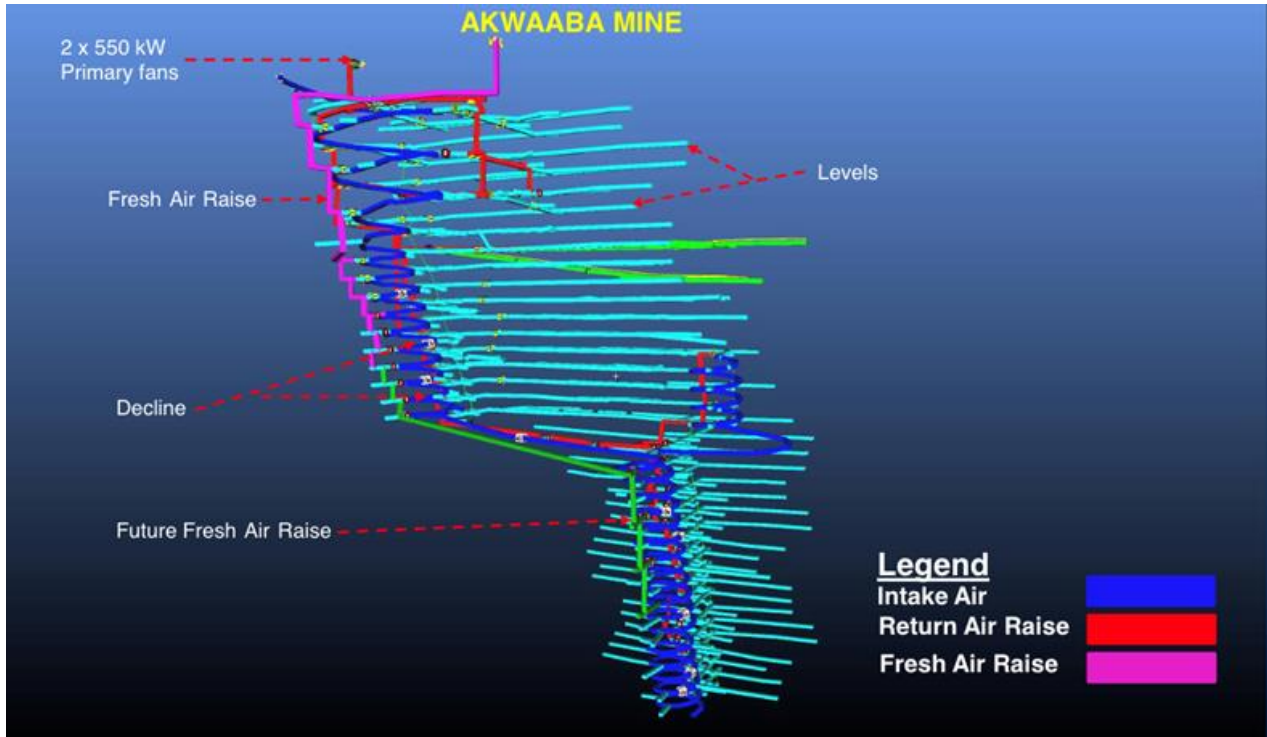 AKWAABA MINE
2 x 550 kW
Primary fans
Levels
Fresh Air Raise
Decline
Future Fresh Air Raise
Legend
Intake Air
Return Air Raise
Fresh Air Raise